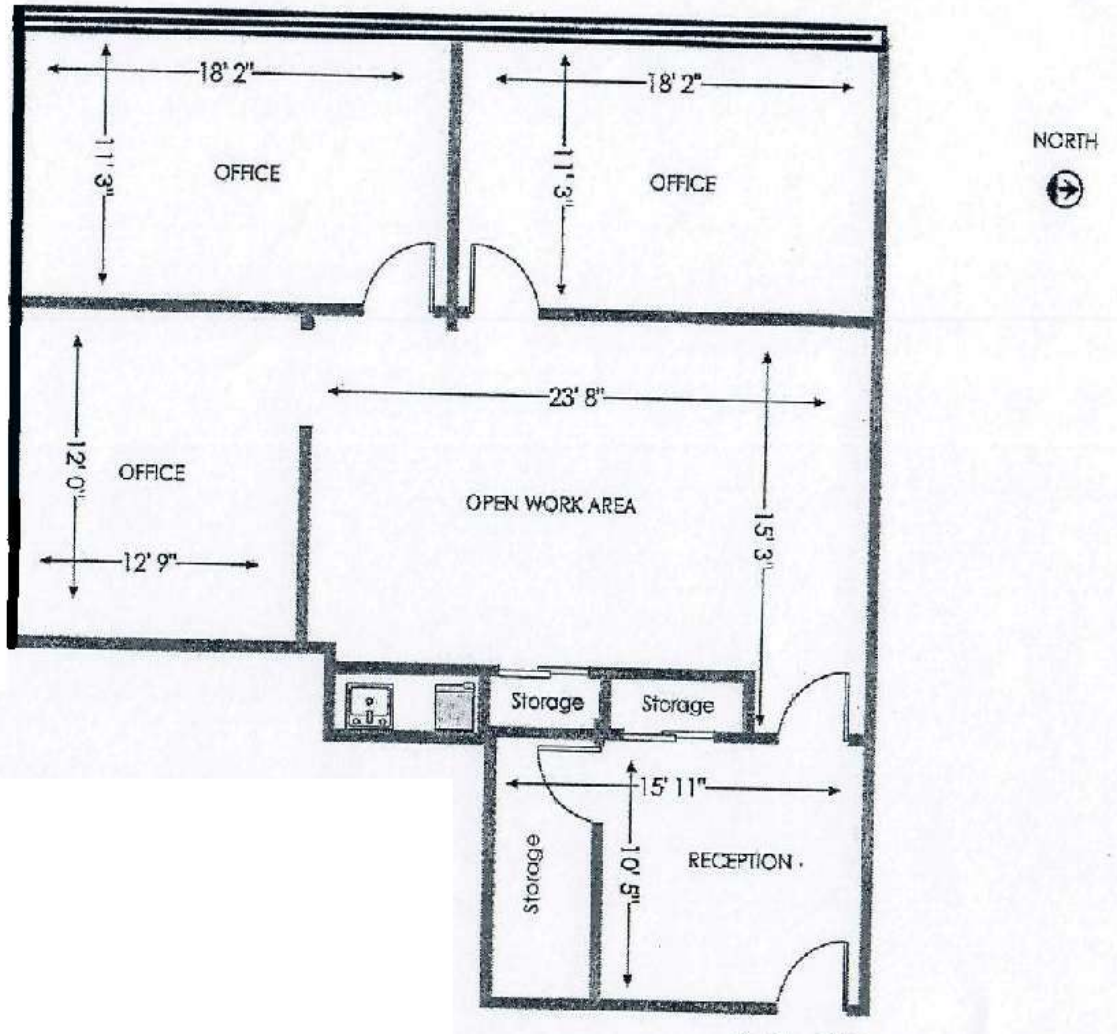 18' 2"
18' 2"
NORTH
11' 3"
OFFICE
11' 3"
OFFICE
23' 8"
12' 0"
OFFICE
OPEN WORK AREA
15' 3"
12' 9"
Storage
Storage
15' 11"
Storage
10' 5"
RECEPTION